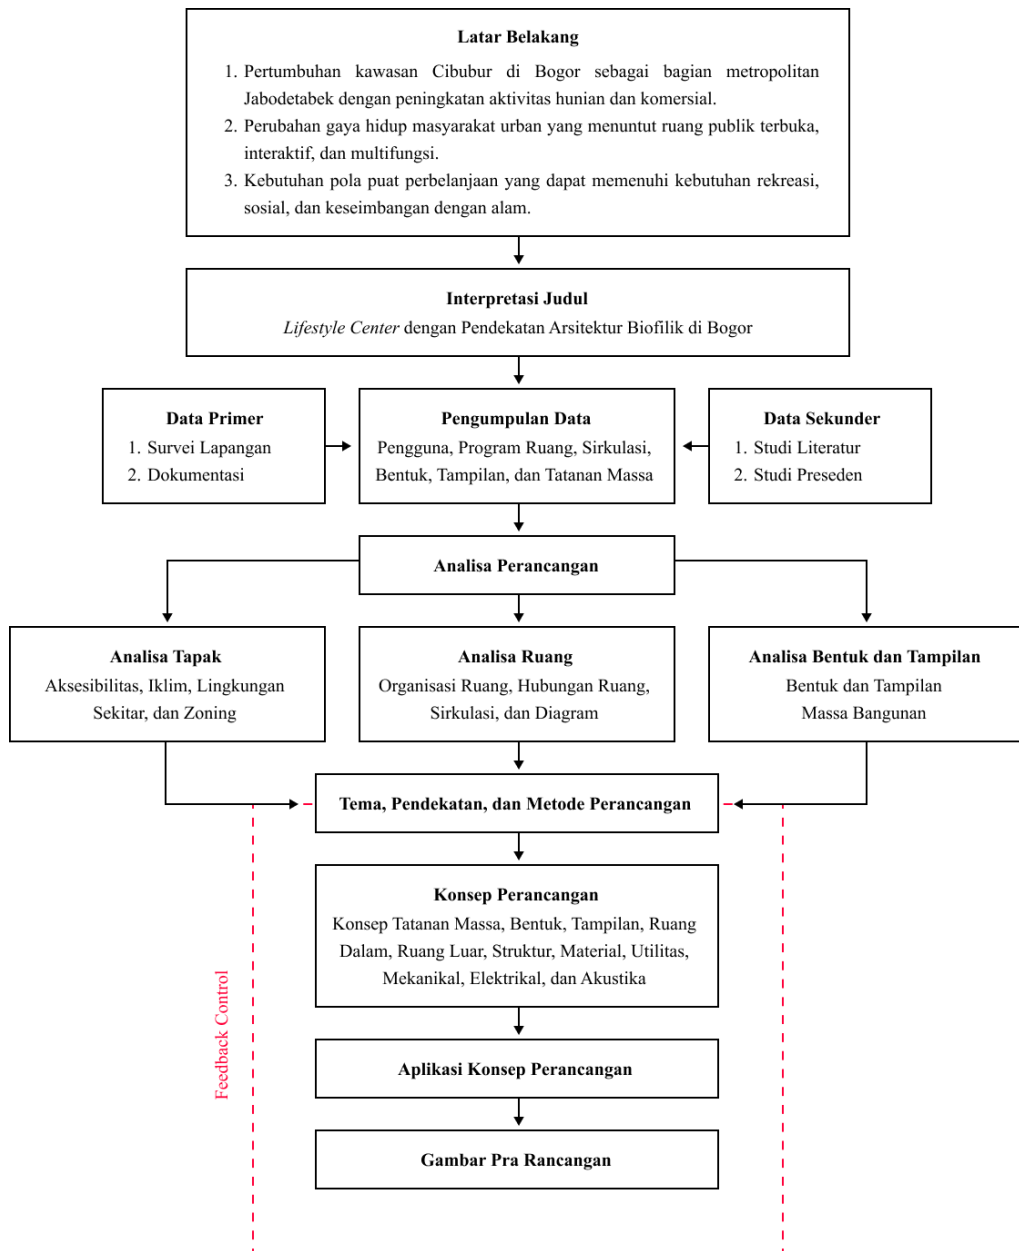 Latar Belakang
1. Pertumbuhan kawasan Cibubur di Bogor sebagai bagian metropolitan
Jabodetabek dengan peningkatan aktivitas hunian dan komersial.
2. Perubahan gaya hidup masyarakat urban yang menuntut ruang publik terbuka,
interaktif, dan multifungsi.
3. Kebutuhan pola puat perbelanjaan yang dapat memenuhi kebutuhan rekreasi,
sosial, dan keseimbangan dengan alam.
Interpretasi Judul
Lifestyle Center dengan Pendekatan Arsitektur Biofilik di Bogor
Data Primer
1. Survei Lapangan
2. Dokumentasi
Pengumpulan Data
Pengguna, Program Ruang, Sirkulasi,
Bentuk, Tampilan, dan Tatanan Massa
Data Sekunder
1. Studi Literatur
2. Studi Preseden
Analisa Perancangan
Analisa Tapak
Aksesibilitas, Iklim, Lingkungan
Sekitar, dan Zoning
Analisa Ruang
Organisasi Ruang, Hubungan Ruang,
Sirkulasi, dan Diagram
Analisa Bentuk dan Tampilan
Bentuk dan Tampilan
Massa Bangunan
Tema, Pendekatan, dan Metode Perancangan
Konsep Perancangan
Konsep Tatanan Massa, Bentuk, Tampilan, Ruang
Dalam, Ruang Luar, Struktur, Material, Utilitas,
Mekanikal, Elektrikal, dan Akustika
Feedback Control
Aplikasi Konsep Perancangan
Gambar Pra Rancangan